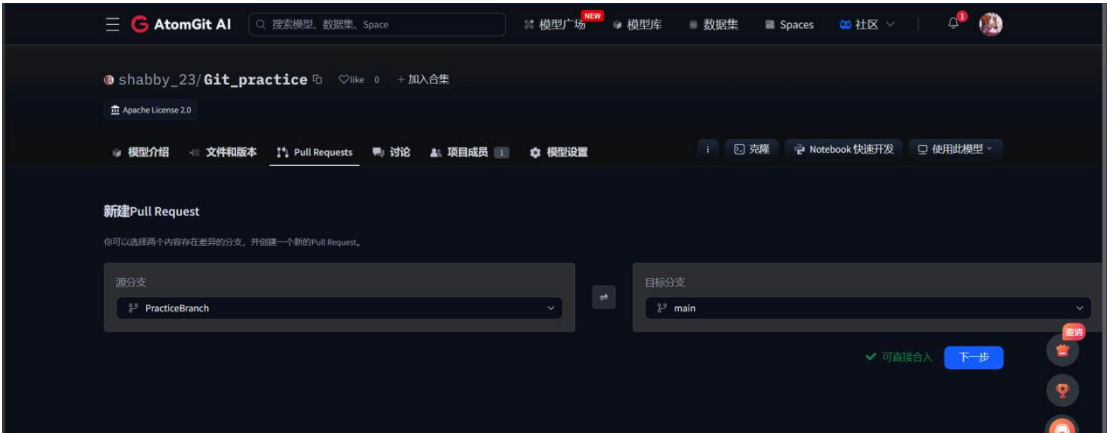 AtomGit AI 搜索模型、数据集、Space 模型广场 NEW 模型库 数据集 Spaces 社区 1
shabby_23/Git_practice like 0 +加入合集
Apache License 2.0
模型介绍 文件和版本 Pull Requests 讨论 项目成员 1 模型设置 克隆 Notebook 快速开发 使用此模型
新建Pull Request
你可以选择两个内容存在差异的分支，并创建一个新的Pull Request。
源分支 目标分支
PracticeBranch main
邀请
可直接合入 下一步